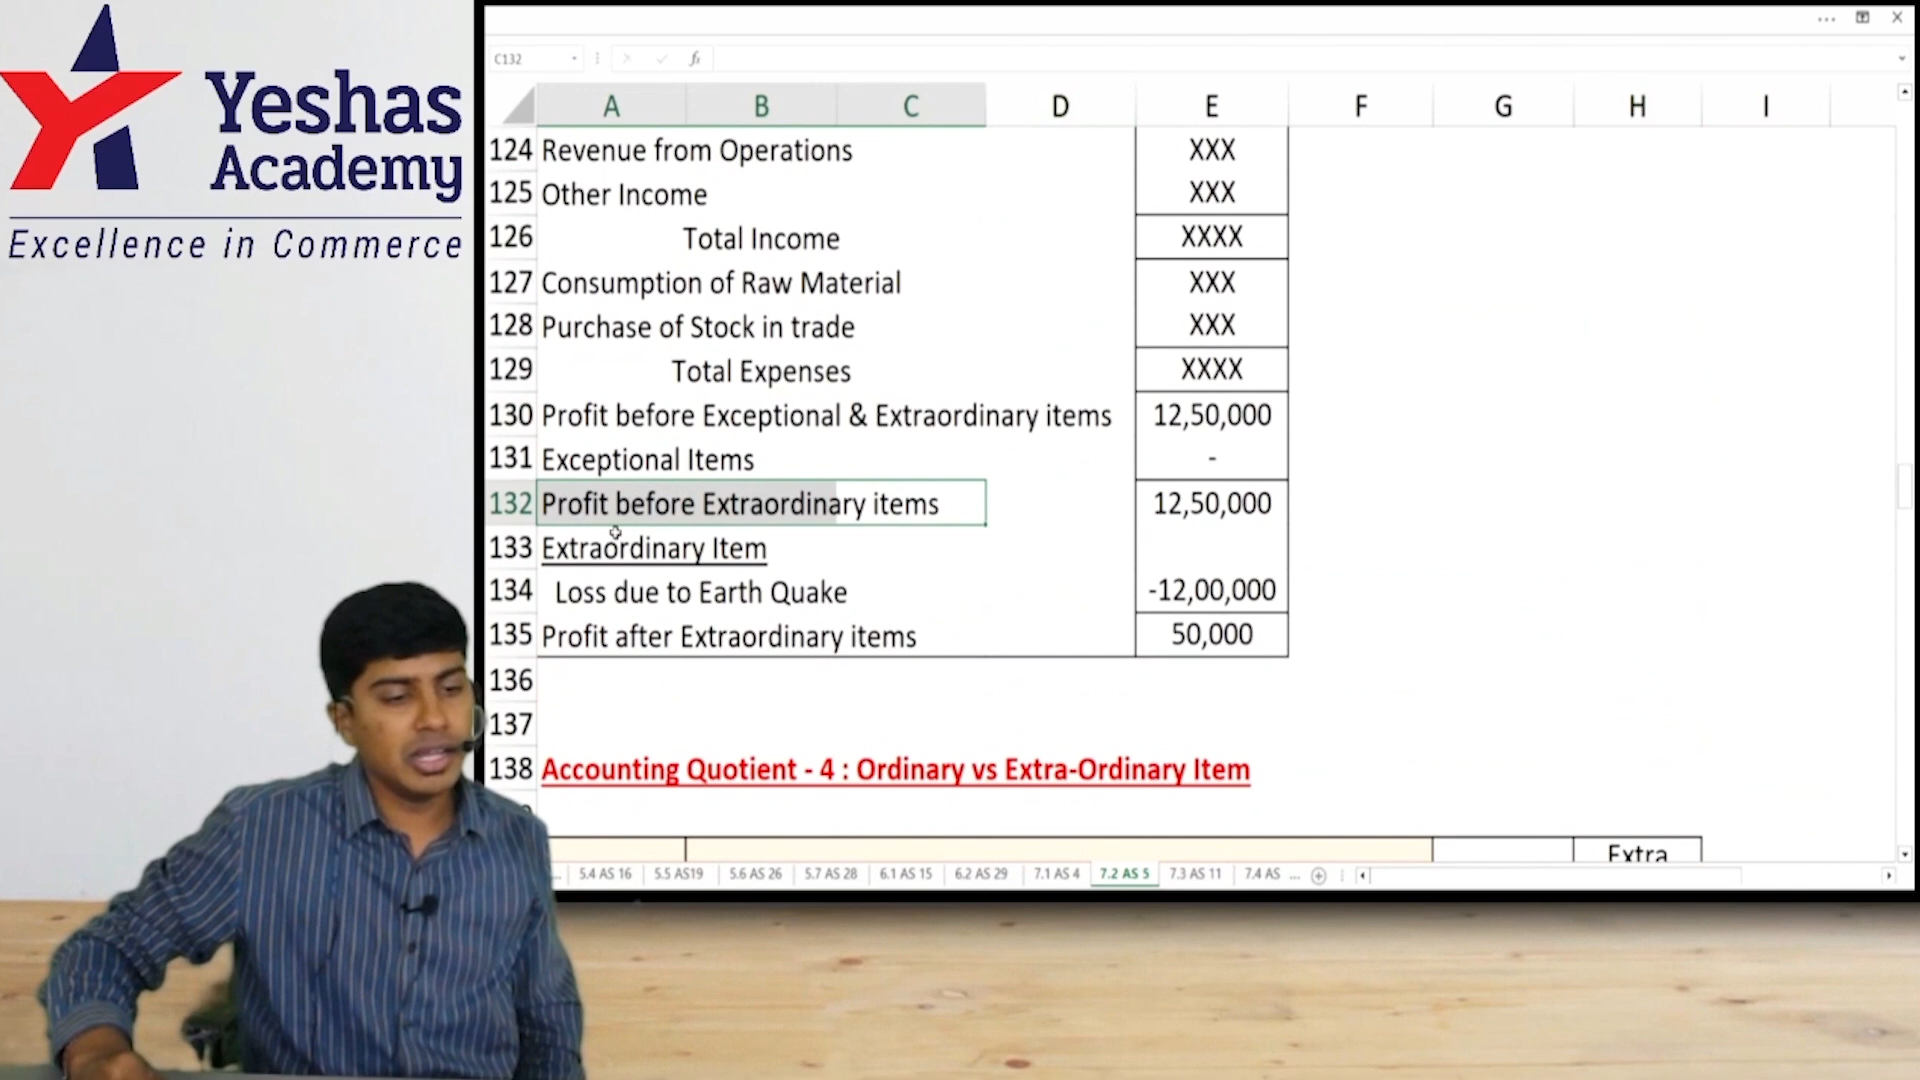 Yeshas
Academy
Excellence in Commerce
C132
fx
A B C D E F G H I
124 Revenue from Operations XXX
125 Other Income XXX
126 Total Income XXXX
127 Consumption of Raw Material XXX
128 Purchase of Stock in trade XXX
129 Total Expenses XXXX
130 Profit before Exceptional & Extraordinary items 12,50,000
131 Exceptional Items -
132 Profit before Extraordinary items 12,50,000
133 Extraordinary Item
134 Loss due to Earth Quake -12,00,000
135 Profit after Extraordinary items 50,000
136
137
138 Accounting Quotient - 4 : Ordinary vs Extra-Ordinary Item
Extra
... 5.4 AS 16 5.5 AS19 5.6 AS 26 5.7 AS 28 6.1 AS 15 6.2 AS 29 7.1 AS 4 7.2 AS 5 7.3 AS 11 7.4 AS ...